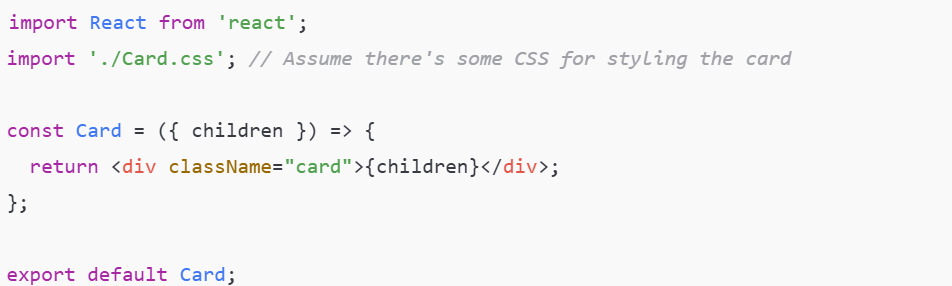 import React from 'react';
import './Card.css'; // Assume there's some CSS for styling the card
const Card = ({ children }) => {
  return <div className="card">{children}</div>;
};
export default Card;